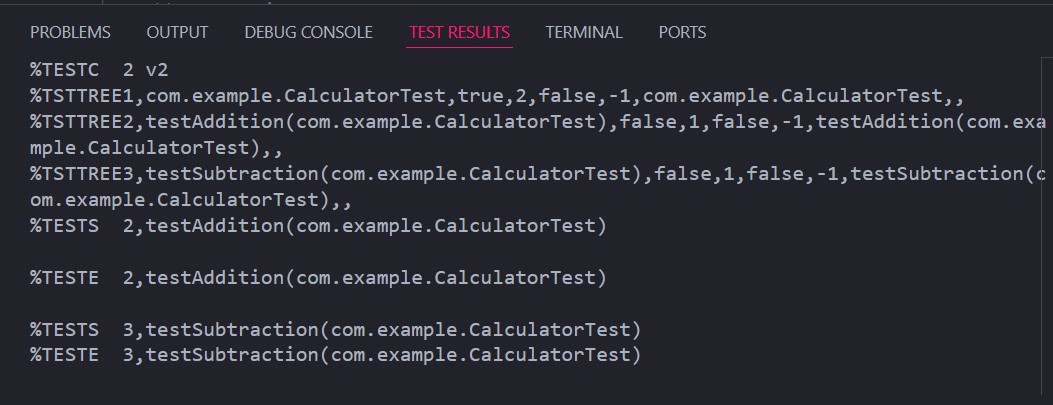 PROBLEMS OUTPUT DEBUG CONSOLE TEST RESULTS TERMINAL PORTS
%TESTC  2 v2
%TSTTREE1,com.example.CalculatorTest,true,2,false,-1,com.example.CalculatorTest,,
%TSTTREE2,testAddition(com.example.CalculatorTest),false,1,false,-1,testAddition(com.exa
mple.CalculatorTest),,
%TSTTREE3,testSubtraction(com.example.CalculatorTest),false,1,false,-1,testSubtraction(c
om.example.CalculatorTest),,
%TESTS  2,testAddition(com.example.CalculatorTest)
%TESTE  2,testAddition(com.example.CalculatorTest)
%TESTS  3,testSubtraction(com.example.CalculatorTest)
%TESTE  3,testSubtraction(com.example.CalculatorTest)